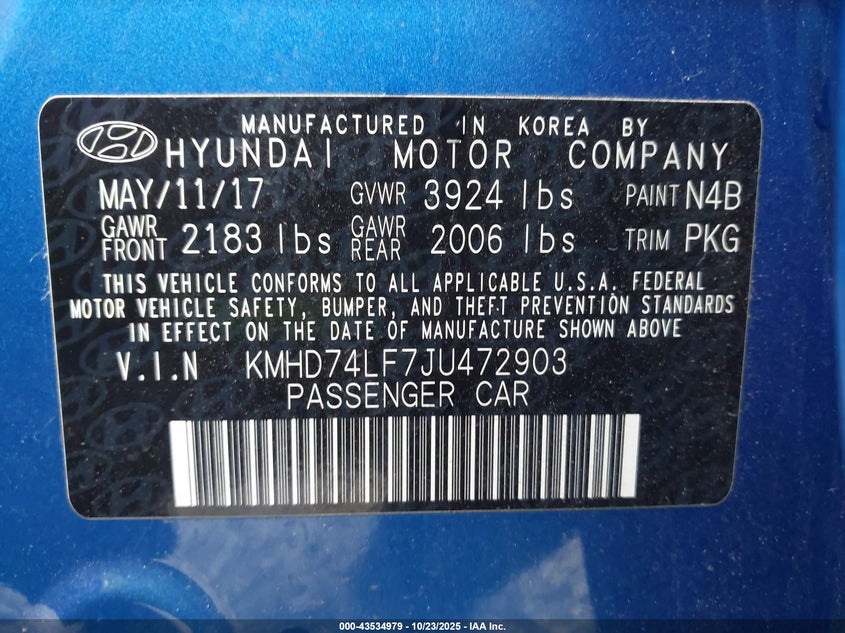 MANUFACTURED IN KOREA BY
HYUNDAI MOTOR COMPANY
MAY/11/17 GVWR 3924 lbs PAINT N4B
GAWR FRONT 2183 lbs GAWR REAR 2006 lbs TRIM PKG
THIS VEHICLE CONFORMS TO ALL APPLICABLE U.S.A. FEDERAL
MOTOR VEHICLE SAFETY, BUMPER, AND THEFT PREVENTION STANDARDS
IN EFFECT ON THE DATE OF MANUFACTURE SHOWN ABOVE
V.I.N KMHD74LF7JU472903
PASSENGER CAR
000-43534979 - 10/23/2025 - IAA Inc.